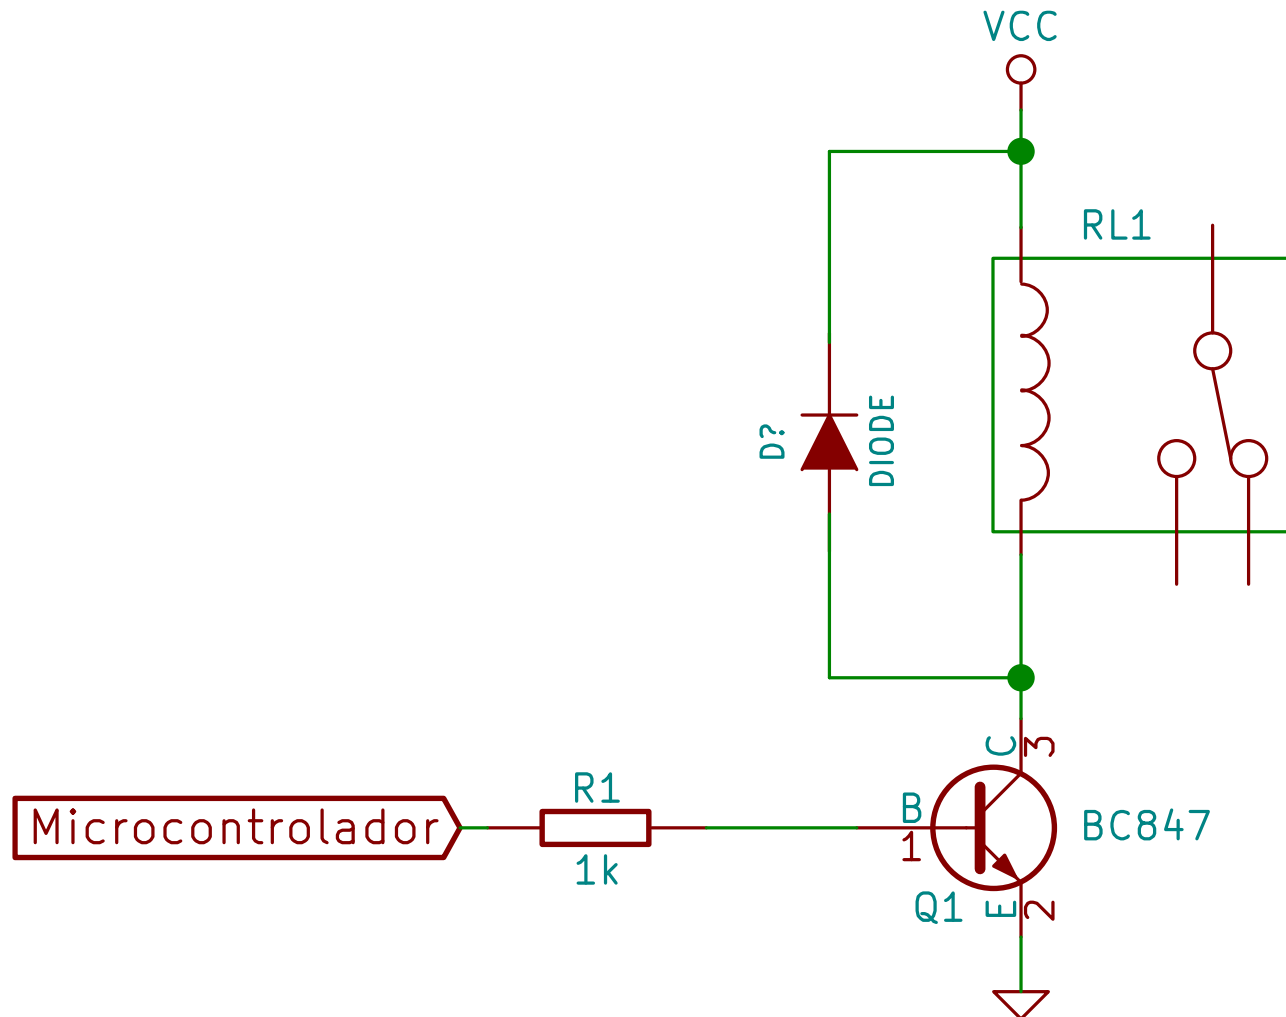 VCC
RL1
D?
DIODE
C
3
R1
Microcontrolador
B
1
BC847
1k
Q1
E
2